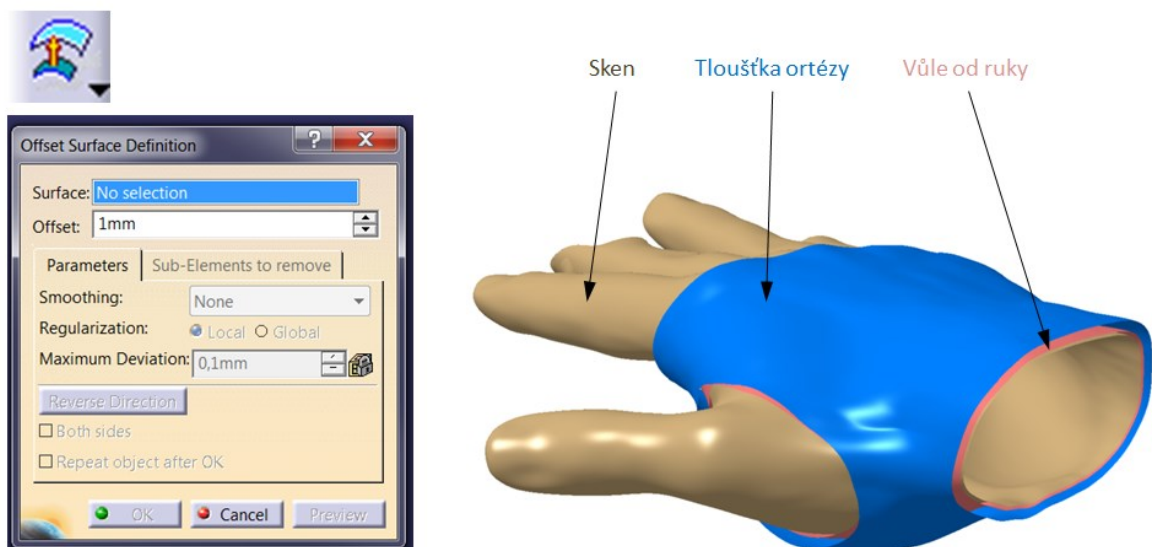 Sken Tloušťka ortézy Vůle od ruky
Offset Surface Definition
Surface: No selection
Offset: 1mm
Parameters Sub-Elements to remove
Smoothing: None
Regularization: Local Global
Maximum Deviation: 0,1mm
Reverse Direction
Both sides
Repeat object after OK
OK Cancel Preview